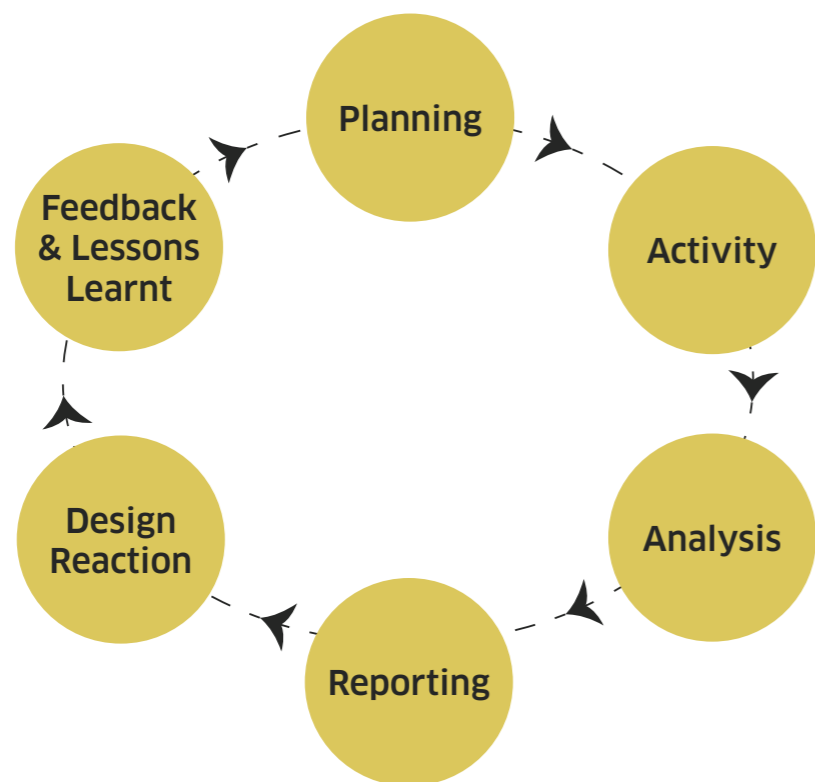 Planning
Activity
Analysis
Reporting
Design
Reaction
Feedback
& Lessons
Learnt